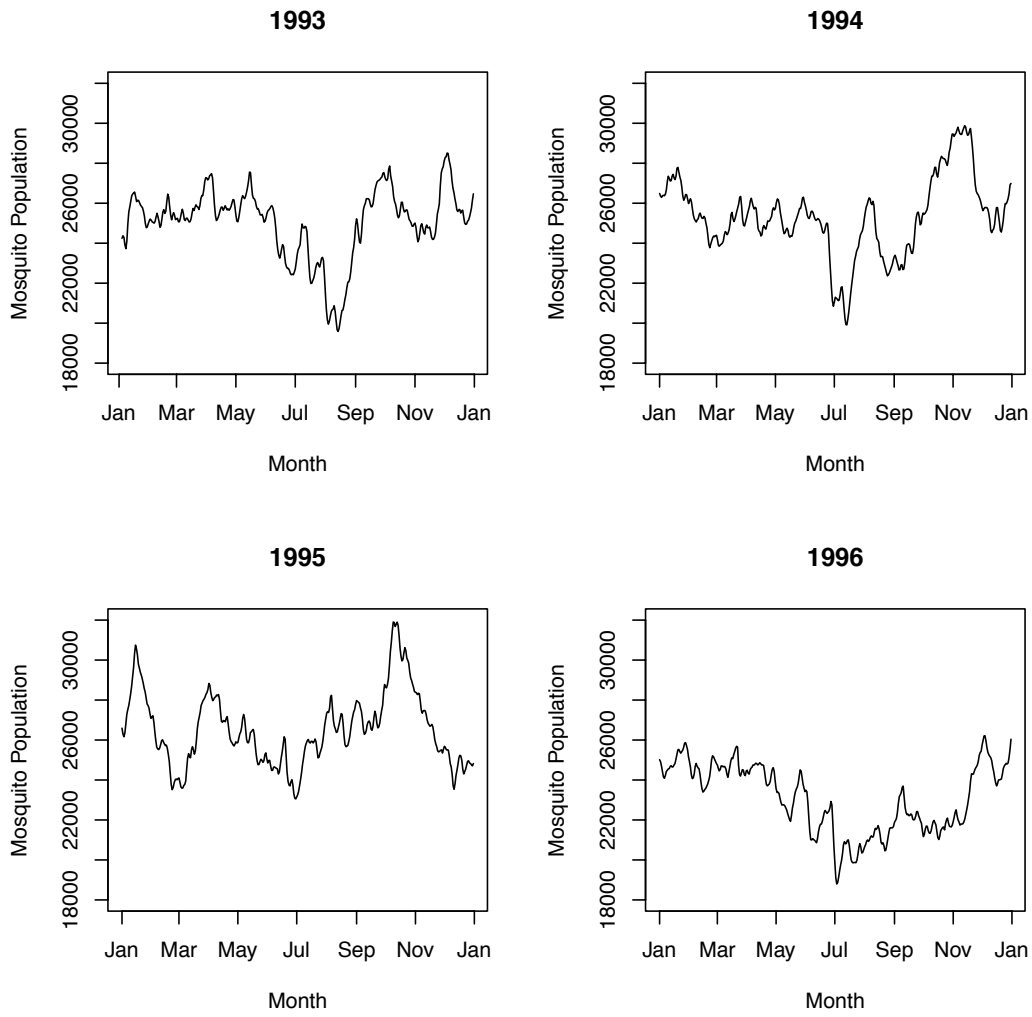 1993
Mosquito Population
18000 22000 26000 30000
Jan Mar May Jul Sep Nov Jan
Month
1994
Mosquito Population
18000 22000 26000 30000
Jan Mar May Jul Sep Nov Jan
Month
1995
Mosquito Population
18000 22000 26000 30000
Jan Mar May Jul Sep Nov Jan
Month
1996
Mosquito Population
18000 22000 26000 30000
Jan Mar May Jul Sep Nov Jan
Month